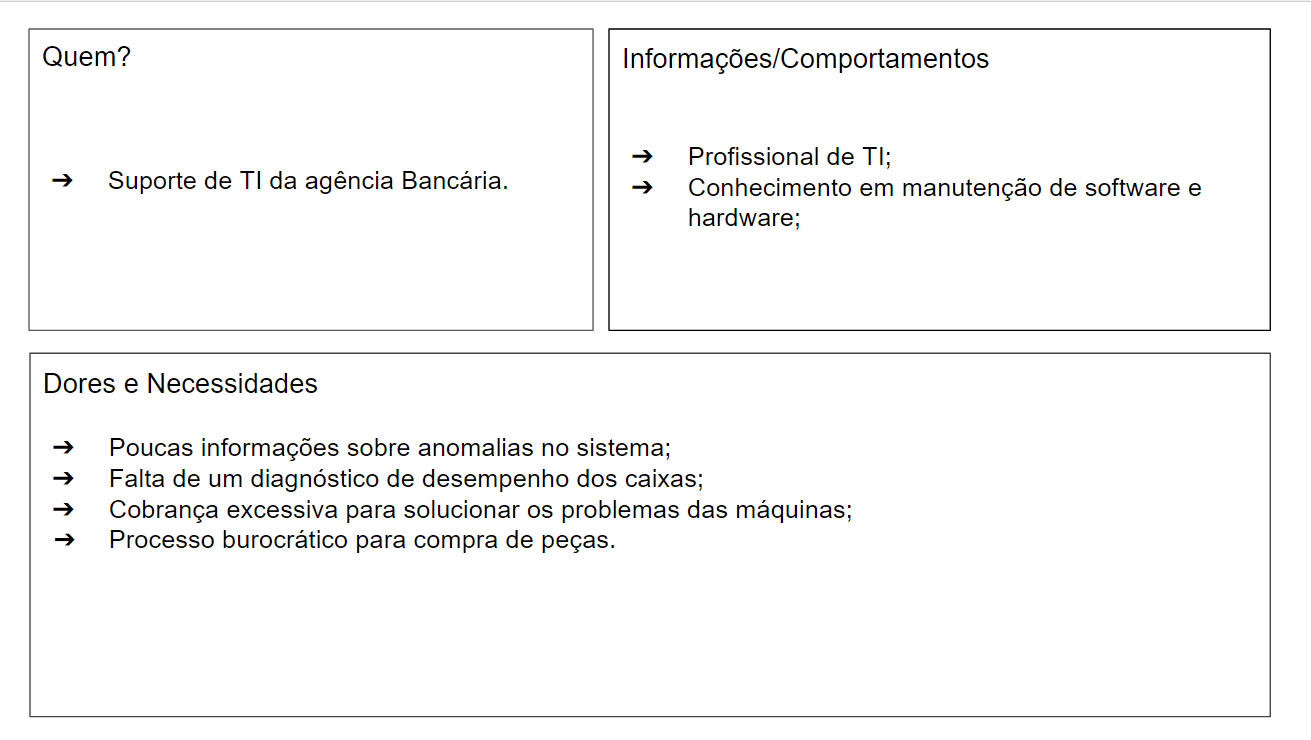 Quem?
➔ Suporte de TI da agência Bancária.
Informações/Comportamentos
➔ Profissional de TI;
➔ Conhecimento em manutenção de software e
hardware;
Dores e Necessidades
➔ Poucas informações sobre anomalias no sistema;
➔ Falta de um diagnóstico de desempenho dos caixas;
➔ Cobrança excessiva para solucionar os problemas das máquinas;
➔ Processo burocrático para compra de peças.